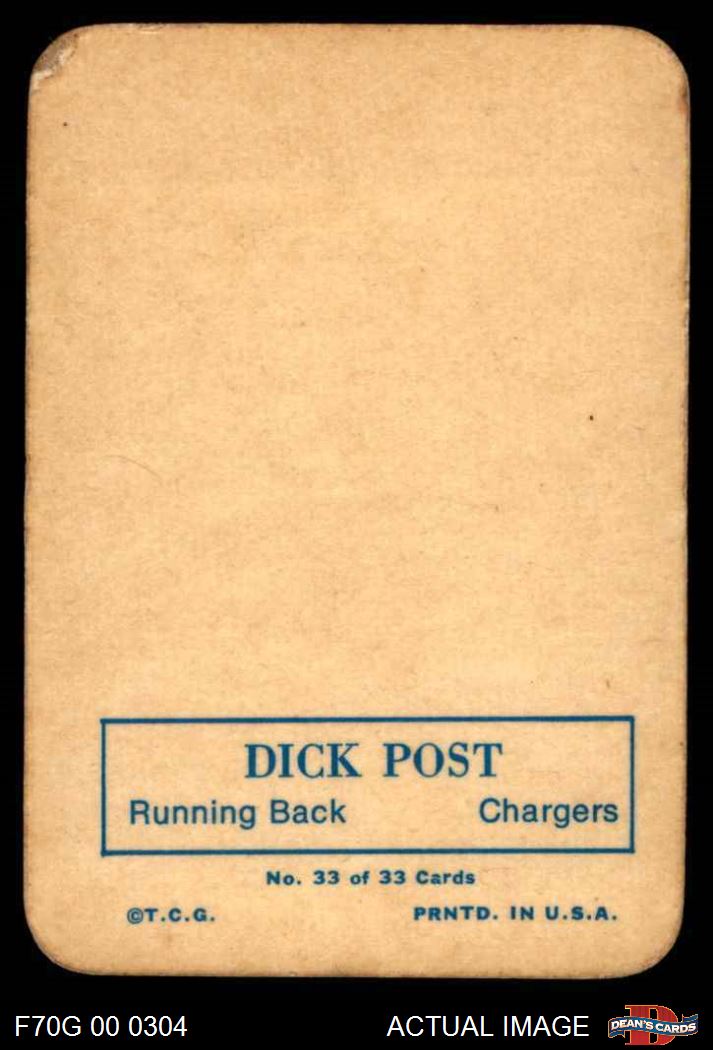 DICK POST
Running Back Chargers
No. 33 of 33 Cards
©T.C.G. PRNTD. IN U.S.A.
F70G 00 0304 ACTUAL IMAGE D DEAN'S CARDS